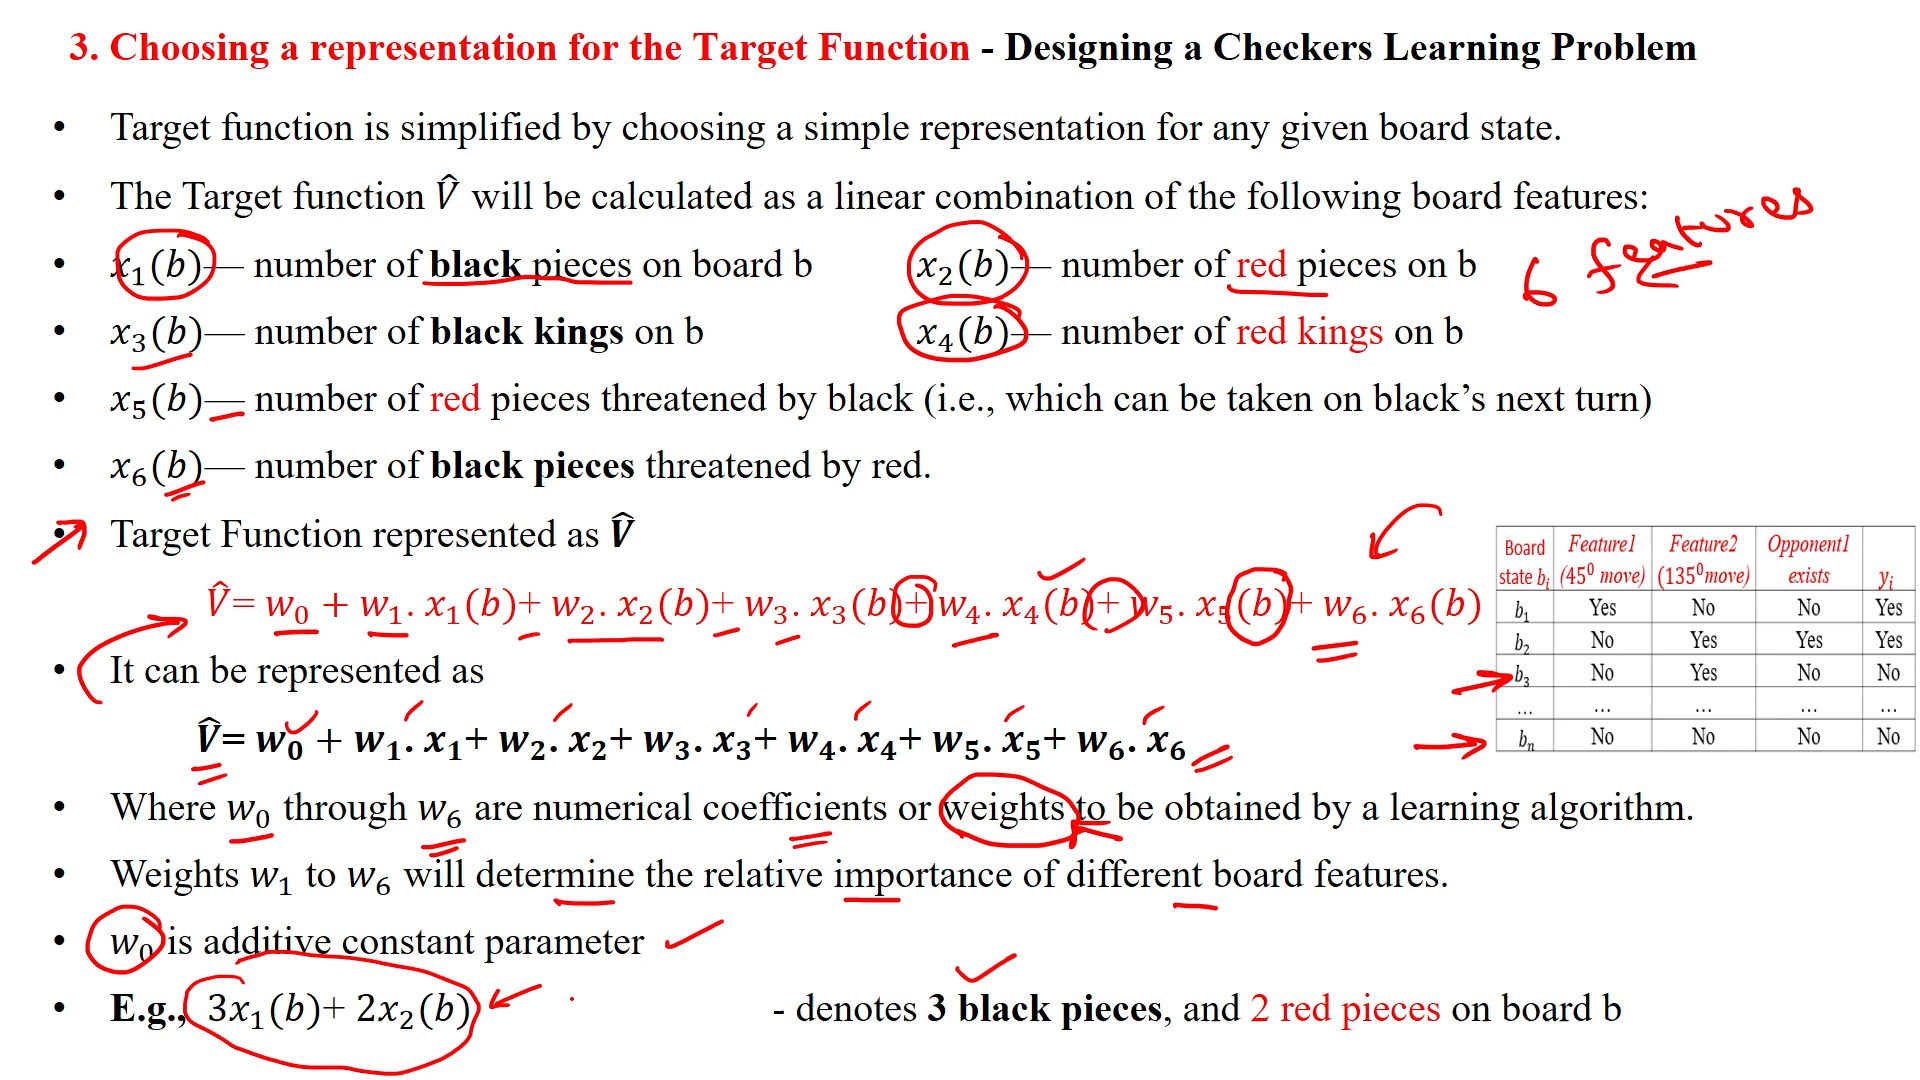 3. Choosing a representation for the Target Function - Designing a Checkers Learning Problem
• Target function is simplified by choosing a simple representation for any given board state.
• The Target function V̂ will be calculated as a linear combination of the following board features:
• x₁(b)— number of black pieces on board b x₂(b)— number of red pieces on b
6 features
• x₃(b)— number of black kings on b x₄(b)— number of red kings on b
• x₅(b)— number of red pieces threatened by black (i.e., which can be taken on black's next turn)
• x₆(b)— number of black pieces threatened by red.
• Target Function represented as V̂
V̂= w₀ + w₁. x₁(b)+ w₂. x₂(b)+ w₃. x₃(b)+ w₄. x₄(b)+ w₅. x₅(b)+ w₆. x₆(b)
• It can be represented as
V̂= w₀ + w₁. x₁+ w₂. x₂+ w₃. x₃+ w₄. x₄+ w₅. x₅+ w₆. x₆
Board state bᵢ Feature1 (45⁰ move) Feature2 (135⁰move) Opponent1 exists yᵢ
b₁ Yes No No Yes
b₂ No Yes Yes Yes
b₃ No Yes No No
... ... ... ... ...
bₙ No No No No
• Where w₀ through w₆ are numerical coefficients or weights to be obtained by a learning algorithm.
• Weights w₁ to w₆ will determine the relative importance of different board features.
• w₀ is additive constant parameter
• E.g., 3x₁(b)+ 2x₂(b) - denotes 3 black pieces, and 2 red pieces on board b